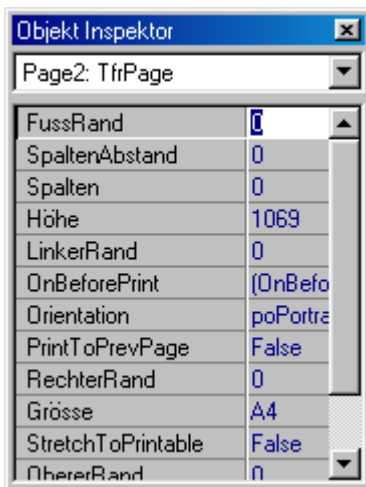 Objekt Inspektor
Page2: TfrPage
FussRand 0
SpaltenAbstand 0
Spalten 0
Höhe 1069
LinkerRand 0
OnBeforePrint (OnBefo
Orientation poPortra
PrintToPrevPage False
RechterRand 0
Grösse A4
StretchToPrintable False
ObererRand 0